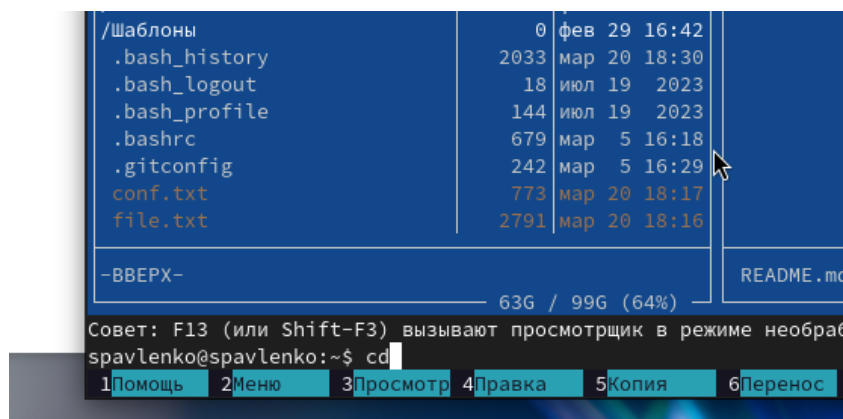 /Шаблоны 0 фев 29 16:42
.bash_history 2033 мар 20 18:30
.bash_logout 18 июл 19 2023
.bash_profile 144 июл 19 2023
.bashrc 679 мар 5 16:18
.gitconfig 242 мар 5 16:29
conf.txt 773 мар 20 18:17
file.txt 2791 мар 20 18:16
-ВВЕРХ- README.md
63G / 99G (64%)
Совет: F13 (или Shift-F3) вызывают просмотрщик в режиме необраб
spavlenko@spavlenko:~$ cd
1Помощь 2Меню 3Просмотр 4Правка 5Копия 6Перенос